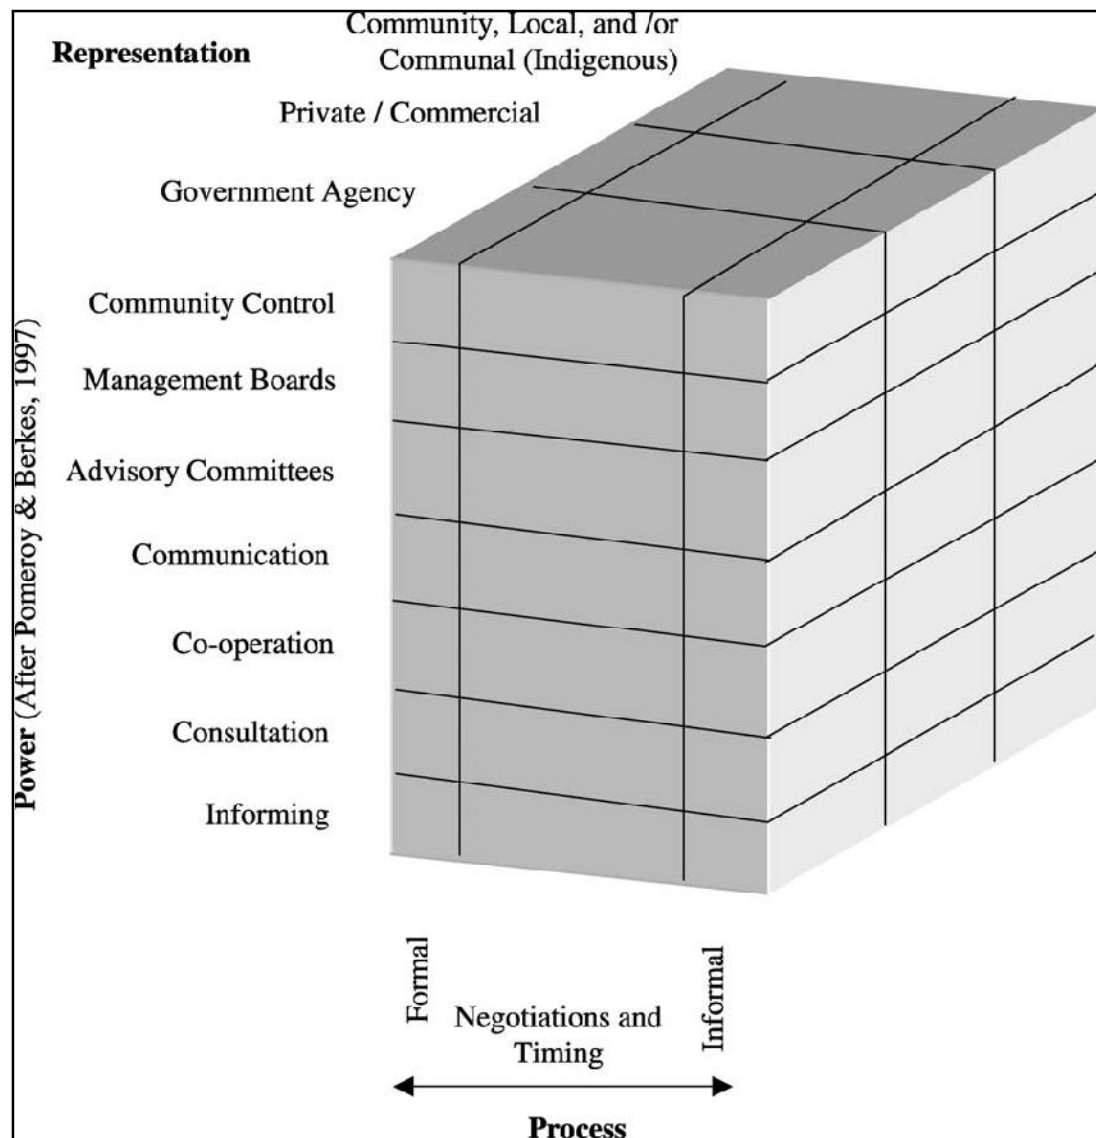 Community, Local, and /or
Communal (Indigenous)
Representation
Private / Commercial
Government Agency
Community Control
Management Boards
Advisory Committees
Communication
Co-operation
Consultation
Informing
Power (After Pomeroy & Berkes, 1997)
Formal
Negotiations and
Timing
Informal
Process